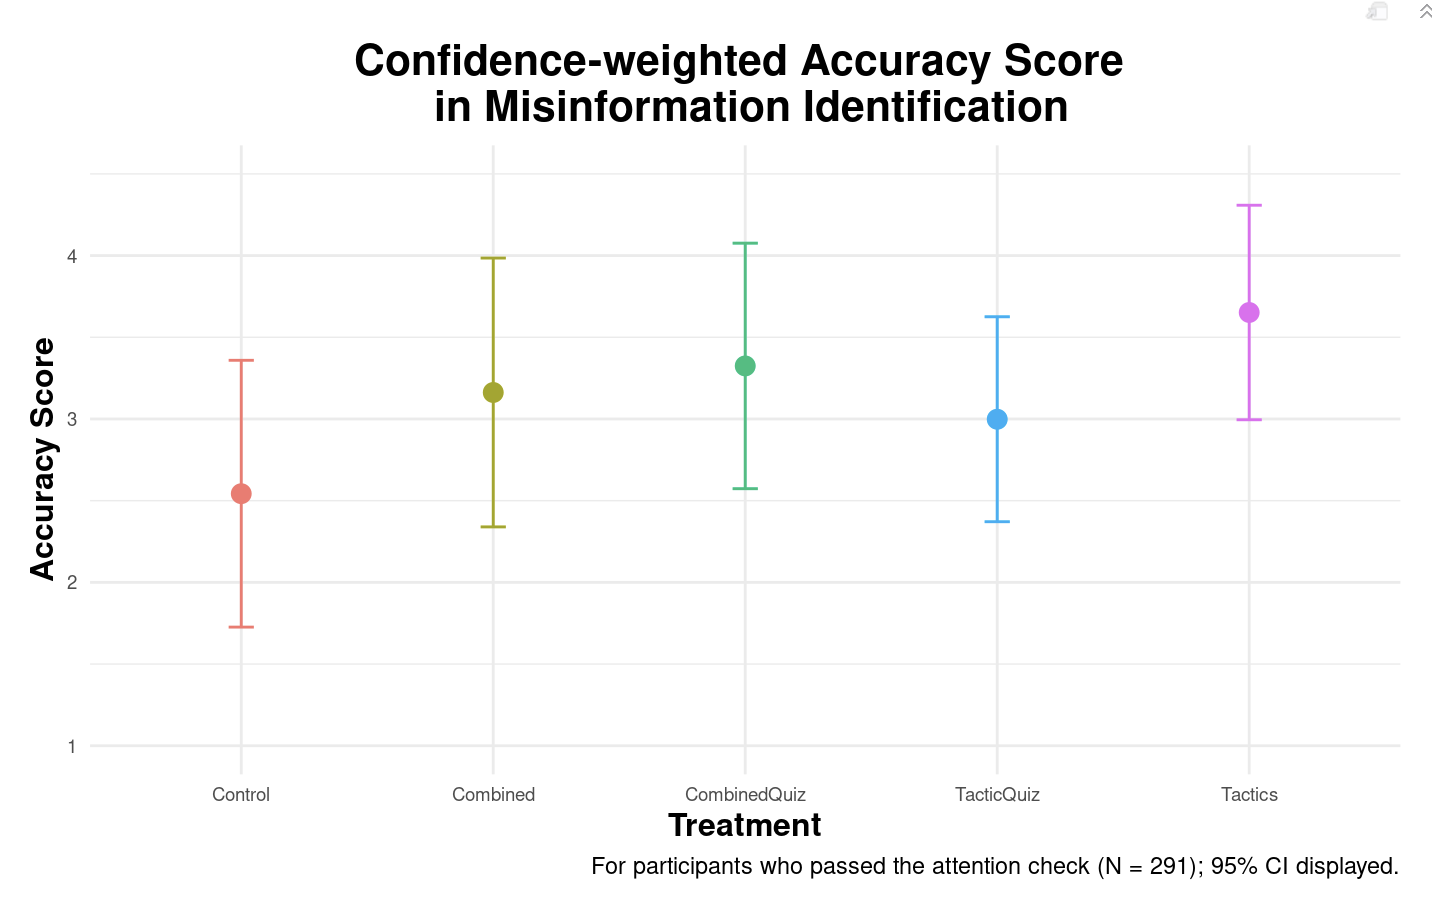 Confidence-weighted Accuracy Score
in Misinformation Identification
Accuracy Score
4
3
2
1
Control Combined CombinedQuiz TacticQuiz Tactics
Treatment
For participants who passed the attention check (N = 291); 95% CI displayed.